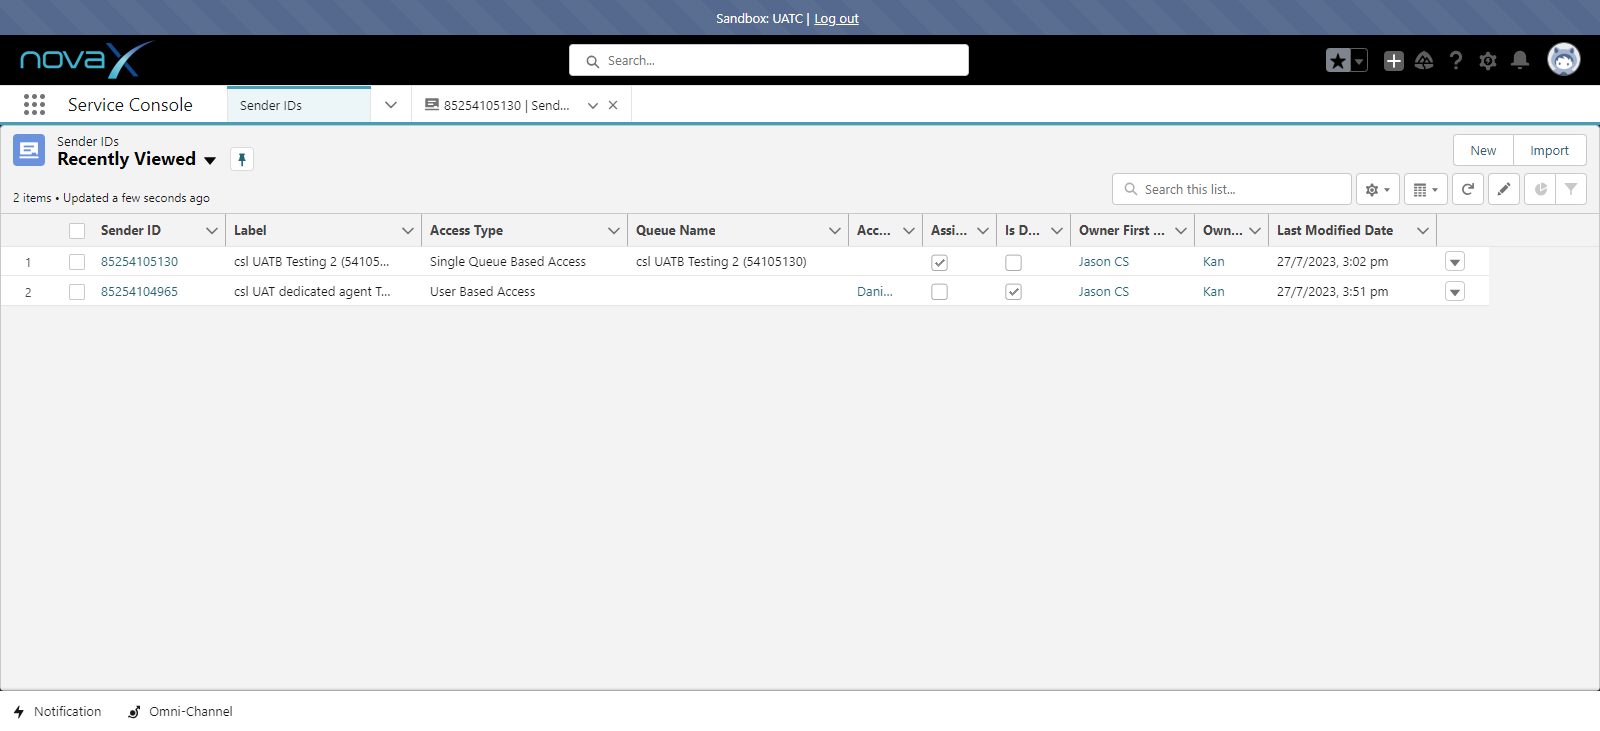 Sandbox: UATC | Log out
novaX
Search...
Service Console
Sender IDs
85254105130 | Send...
Sender IDs
Recently Viewed
New
Import
2 items • Updated a few seconds ago
Search this list...
Sender ID Label Access Type Queue Name Acc... Assi... Is D... Owner First ... Own... Last Modified Date
1 85254105130 csl UATB Testing 2 (54105... Single Queue Based Access csl UATB Testing 2 (54105130) Jason CS Kan 27/7/2023, 3:02 pm
2 85254104965 csl UAT dedicated agent T... User Based Access Dani... Jason CS Kan 27/7/2023, 3:51 pm
Notification Omni-Channel